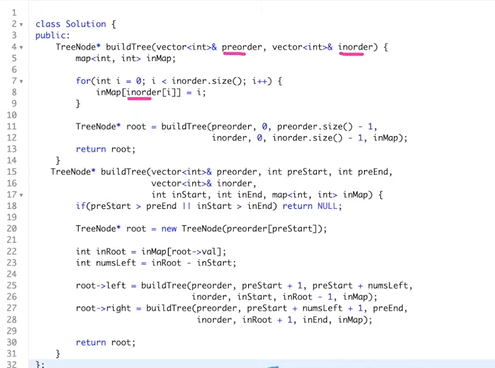 1
2 class Solution {
3 public:
4 TreeNode* buildTree(vector<int>& preorder, vector<int>& inorder) {
5 map<int, int> inMap;
6
7 for(int i = 0; i < inorder.size(); i++) {
8 inMap[inorder[i]] = i;
9 }
10
11 TreeNode* root = buildTree(preorder, 0, preorder.size() - 1,
12 inorder, 0, inorder.size() - 1, inMap);
13 return root;
14 }
15 TreeNode* buildTree(vector<int>& preorder, int preStart, int preEnd,
16 vector<int>& inorder,
17 int inStart, int inEnd, map<int, int> inMap) {
18 if(preStart > preEnd || inStart > inEnd) return NULL;
19
20 TreeNode* root = new TreeNode(preorder[preStart]);
21
22 int inRoot = inMap[root->val];
23 int numsLeft = inRoot - inStart;
24
25 root->left = buildTree(preorder, preStart + 1, preStart + numsLeft,
26 inorder, inStart, inRoot - 1, inMap);
27 root->right = buildTree(preorder, preStart + numsLeft + 1, preEnd,
28 inorder, inRoot + 1, inEnd, inMap);
29
30 return root;
31 }
32 };